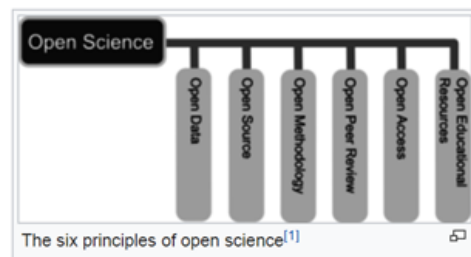 Open Science
Open Data
Open Source
Open Methodology
Open Peer Review
Open Access
Open Educational
Resources
The six principles of open science[1]